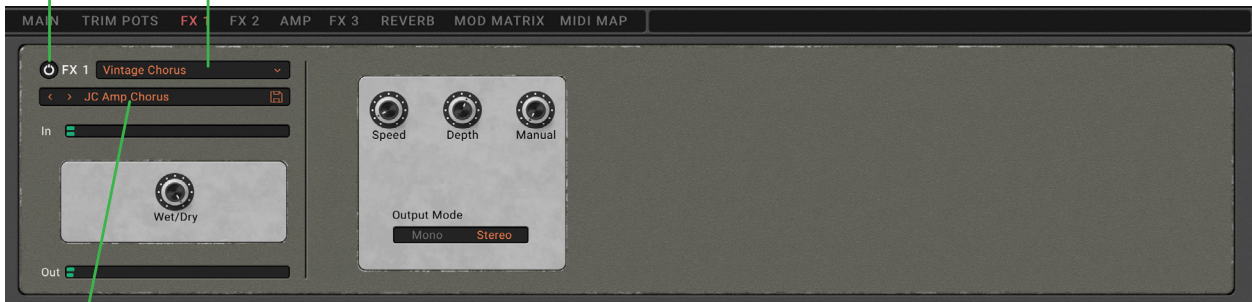 MAIN TRIM POTS FX 1 FX 2 AMP FX 3 REVERB MOD MATRIX MIDI MAP
FX 1 Vintage Chorus
JC Amp Chorus
In
Wet/Dry
Out
Speed Depth Manual
Output Mode
Mono Stereo